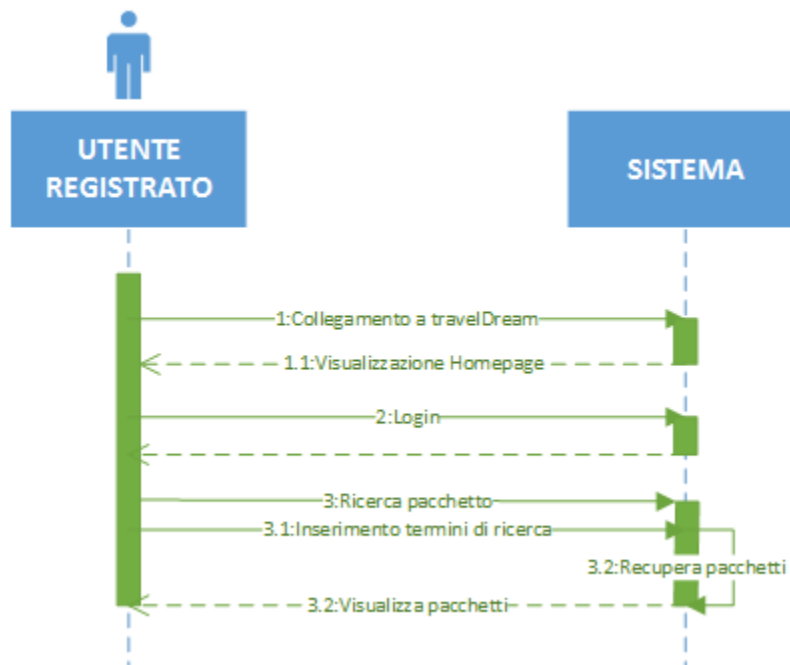 UTENTE
REGISTRATO
SISTEMA
1:Collegamento a travelDream
1.1:Visualizzazione Homepage
2:Login
3:Ricerca pacchetto
3.1:Inserimento termini di ricerca
3.2:Recupera pacchetti
3.2:Visualizza pacchetti